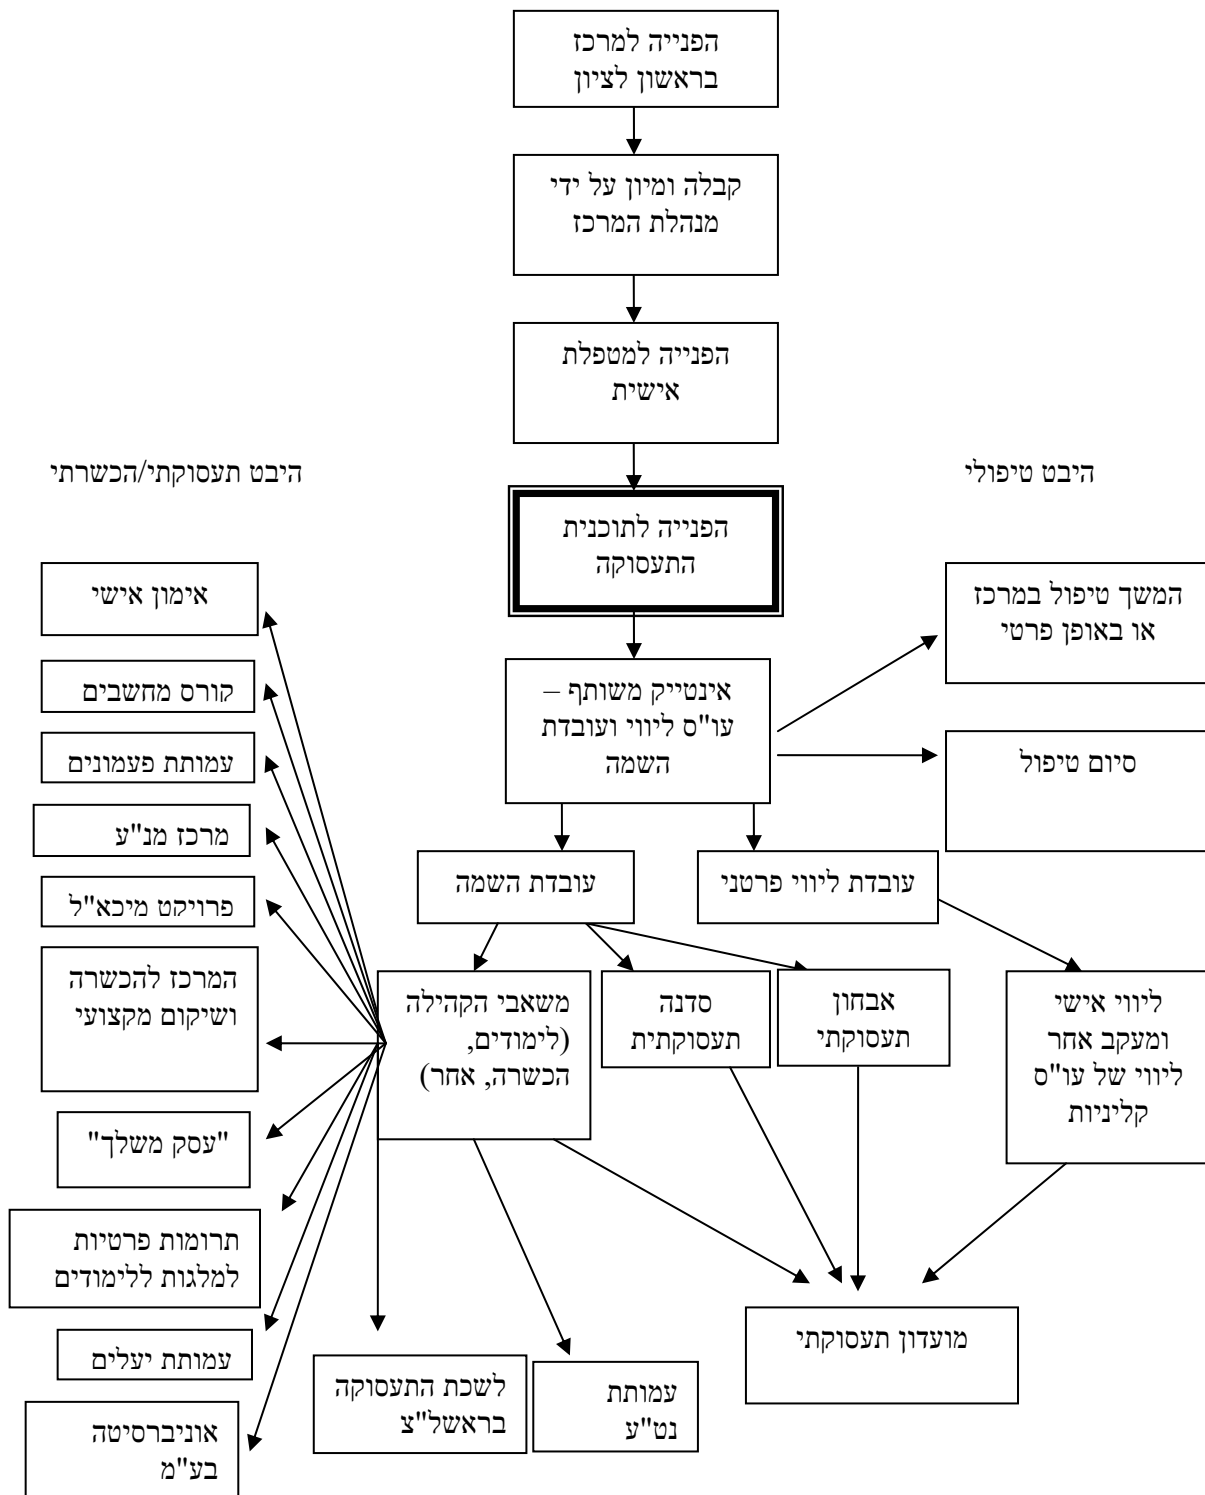 הפנייה למרכז
בראשון לציון
קבלה ומיון על ידי
מנהלת המרכז
הפנייה למטפלת
אישית
היבט טיפולי
היבט תעסוקתי/הכשרתי
הפנייה לתוכנית
התעסוקה
המשך טיפול במרכז
או באופן פרטי
אינטייק משותף –
עו"ס ליווי ועובדת
השמה
סיום טיפול
עובדת ליווי פרטני
עובדת השמה
ליווי אישי
ומעקב אחר
ליווי של עו"ס
קליניות
אבחון
תעסוקתי
סדנה
תעסוקתית
משאבי הקהילה
(לימודים,
הכשרה, אחר)
אימון אישי
קורס מחשבים
עמותת פעמונים
מרכז מנ"ע
פרויקט מיכא"ל
המרכז להכשרה
ושיקום מקצועי
"עסק משלך"
תרומות פרטיות
למלגות ללימודים
עמותת יעלים
אוניברסיטה
בע"מ
מועדון תעסוקתי
עמותת
נט"ע
לשכת התעסוקה
בראשל"צ